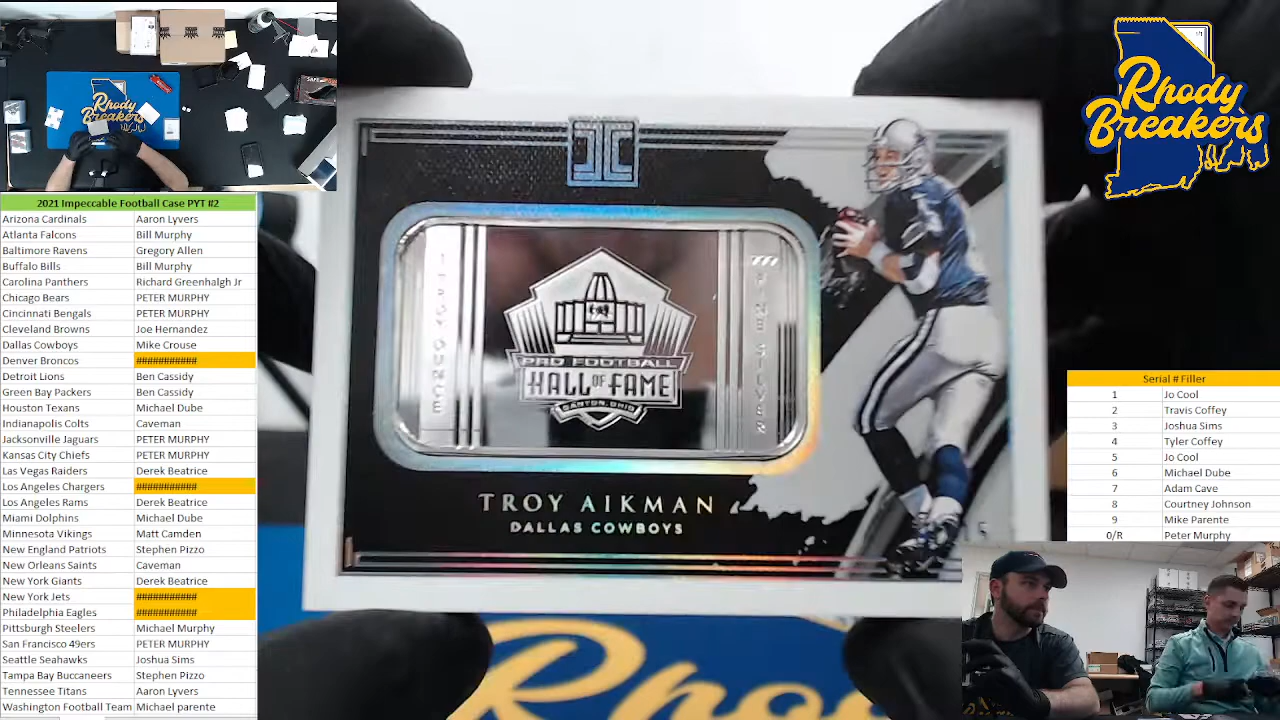 Rhody
Breakers
2021 Impeccable Football Case PYT #2
Arizona Cardinals Aaron Lyvers
Atlanta Falcons Bill Murphy
Baltimore Ravens Gregory Allen
Buffalo Bills Bill Murphy
Carolina Panthers Richard Greenhalgh Jr
Chicago Bears PETER MURPHY
Cincinnati Bengals PETER MURPHY
Cleveland Browns Joe Hernandez
Dallas Cowboys Mike Crouse
Denver Broncos ###########
Detroit Lions Ben Cassidy
Green Bay Packers Ben Cassidy
Houston Texans Michael Dube
Indianapolis Colts Caveman
Jacksonville Jaguars PETER MURPHY
Kansas City Chiefs PETER MURPHY
Las Vegas Raiders Derek Beatrice
Los Angeles Chargers ###########
Los Angeles Rams Derek Beatrice
Miami Dolphins Michael Dube
Minnesota Vikings Matt Camden
New England Patriots Stephen Pizzo
New Orleans Saints Caveman
New York Giants Derek Beatrice
New York Jets ###########
Philadelphia Eagles ###########
Pittsburgh Steelers Michael Murphy
San Francisco 49ers PETER MURPHY
Seattle Seahawks Joshua Sims
Tampa Bay Buccaneers Stephen Pizzo
Tennessee Titans Aaron Lyvers
Washington Football Team Michael parente
1 TROY OUNCE
PRO FOOTBALL
HALL OF FAME
CANTON, OHIO
FINE SILVER
TROY AIKMAN
DALLAS COWBOYS
Rhody
Rhody
Breakers
Serial # Filler
1 Jo Cool
2 Travis Coffey
3 Joshua Sims
4 Tyler Coffey
5 Jo Cool
6 Michael Dube
7 Adam Cave
8 Courtney Johnson
9 Mike Parente
0/R Peter Murphy